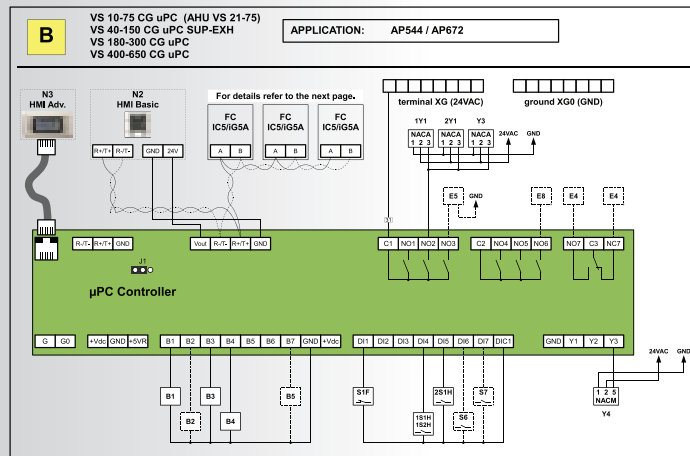 B
VS 10-75 CG uPC (AHU VS 21-75)
VS 40-150 CG uPC SUP-EXH
VS 180-300 CG uPC
VS 400-650 CG uPC
APPLICATION: AP544 / AP672
N3
HMI Adv.
N2
HMI Basic
R+/T+ R-/T- GND 24V
For details refer to the next page.
FC
IC5/iG5A
FC
IC5/iG5A
FC
IC5/iG5A
A B A B A B
terminal XG (24VAC)
ground XG0 (GND)
1Y1 2Y1 Y3
NACA NACA NACA
1 2 3 1 2 3 1 2 3
24VAC GND
E5 GND E8 E4 E4
R-/T- R+/T+ GND
Vout R-/T- R+/T+ GND
C1 NO1 NO2 NO3
C2 NO4 NO5 NO6
NO7 C3 NC7
J1
µPC Controller
G G0
+Vdc GND +5VR
B1 B2 B3 B4 B5 B6 B7 GND +Vdc
DI1 DI2 DI3 DI4 DI5 DI6 DI7 DIC1
GND Y1 Y2 Y3
B1 B2 B3 B4 B5
S1F
1S1H
1S2H
2S1H
S6
S7
24VAC GND
1 2 5
NACM
Y4